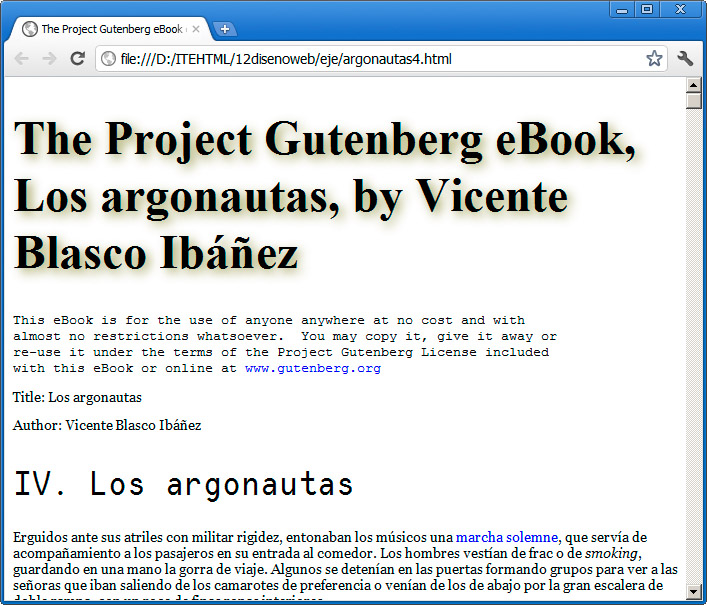 The Project Gutenberg eBook
file:///D:/ITEHTML/12disenoweb/eje/argonautas4.html
The Project Gutenberg eBook,
Los argonautas, by Vicente
Blasco Ibáñez
This eBook is for the use of anyone anywhere at no cost and with
almost no restrictions whatsoever.  You may copy it, give it away or
re-use it under the terms of the Project Gutenberg License included
with this eBook or online at www.gutenberg.org
Title: Los argonautas
Author: Vicente Blasco Ibáñez
IV. Los argonautas
Erguidos ante sus atriles con militar rigidez, entonaban los músicos una marcha solemne, que servía de
acompañamiento a los pasajeros en su entrada al comedor. Los hombres vestían de frac o de smoking,
guardando en una mano la gorra de viaje. Algunos se detenían en las puertas formando grupos para ver a las
señoras que iban saliendo de los camarotes de preferencia o venían de los de abajo por la gran escalera de